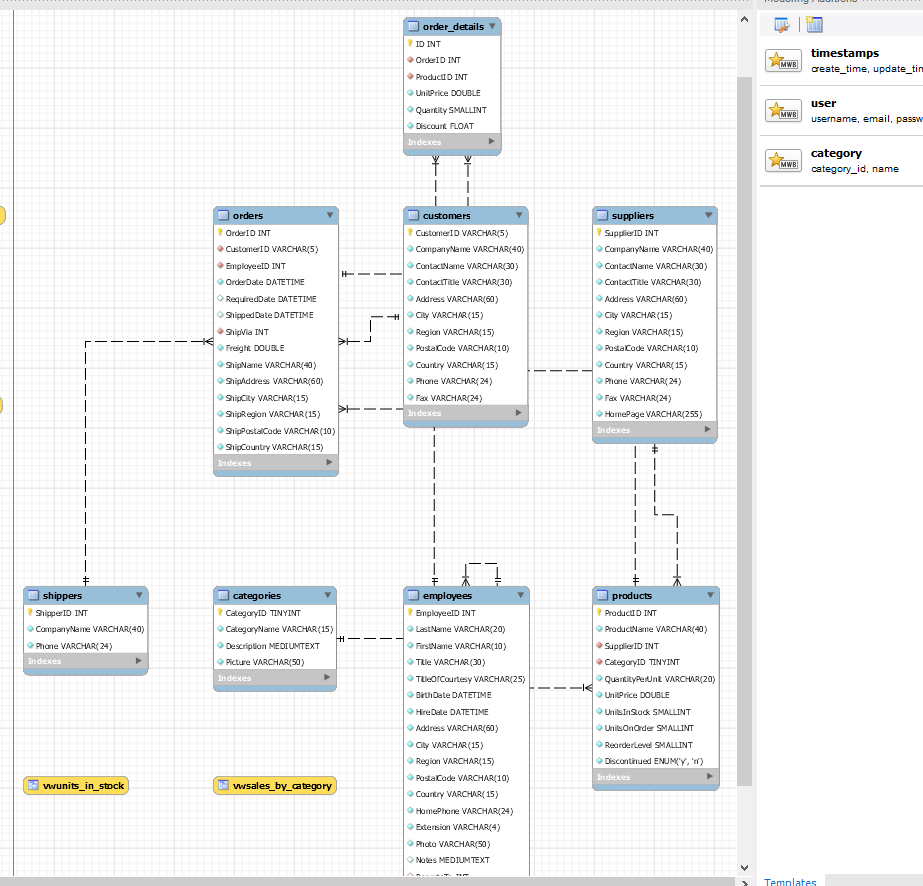 order_details
ID INT
OrderID INT
ProductID INT
UnitPrice DOUBLE
Quantity SMALLINT
Discount FLOAT
Indexes
orders
OrderID INT
CustomerID VARCHAR(5)
EmployeeID INT
OrderDate DATETIME
RequiredDate DATETIME
ShippedDate DATETIME
ShipVia INT
Freight DOUBLE
ShipName VARCHAR(40)
ShipAddress VARCHAR(60)
ShipCity VARCHAR(15)
ShipRegion VARCHAR(15)
ShipPostalCode VARCHAR(10)
ShipCountry VARCHAR(15)
Indexes
customers
CustomerID VARCHAR(5)
CompanyName VARCHAR(40)
ContactName VARCHAR(30)
ContactTitle VARCHAR(30)
Address VARCHAR(60)
City VARCHAR(15)
Region VARCHAR(15)
PostalCode VARCHAR(10)
Country VARCHAR(15)
Phone VARCHAR(24)
Fax VARCHAR(24)
Indexes
suppliers
SupplierID INT
CompanyName VARCHAR(40)
ContactName VARCHAR(30)
ContactTitle VARCHAR(30)
Address VARCHAR(60)
City VARCHAR(15)
Region VARCHAR(15)
PostalCode VARCHAR(10)
Country VARCHAR(15)
Phone VARCHAR(24)
Fax VARCHAR(24)
HomePage VARCHAR(255)
Indexes
shippers
ShipperID INT
CompanyName VARCHAR(40)
Phone VARCHAR(24)
Indexes
categories
CategoryID TINYINT
CategoryName VARCHAR(15)
Description MEDIUMTEXT
Picture VARCHAR(50)
Indexes
employees
EmployeeID INT
LastName VARCHAR(20)
FirstName VARCHAR(10)
Title VARCHAR(30)
TitleOfCourtesy VARCHAR(25)
BirthDate DATETIME
HireDate DATETIME
Address VARCHAR(60)
City VARCHAR(15)
Region VARCHAR(15)
PostalCode VARCHAR(10)
Country VARCHAR(15)
HomePhone VARCHAR(24)
Extension VARCHAR(4)
Photo VARCHAR(50)
Notes MEDIUMTEXT
products
ProductID INT
ProductName VARCHAR(40)
SupplierID INT
CategoryID TINYINT
QuantityPerUnit VARCHAR(20)
UnitPrice DOUBLE
UnitsInStock SMALLINT
UnitsOnOrder SMALLINT
ReorderLevel SMALLINT
Discontinued ENUM('y', 'n')
Indexes
vwunits_in_stock
vwsales_by_category
Modeling Additions
MWB
timestamps
create_time, update_tim
MWB
user
username, email, passw
MWB
category
category_id, name
Templates